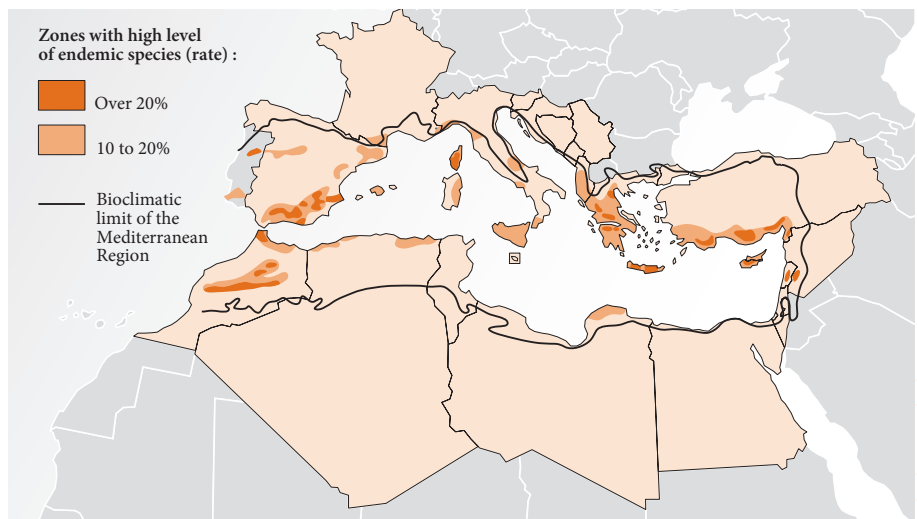 Zones with high level
of endemic species (rate) :
Over 20%
10 to 20%
Bioclimatic
limit of the
Mediterranean
Region